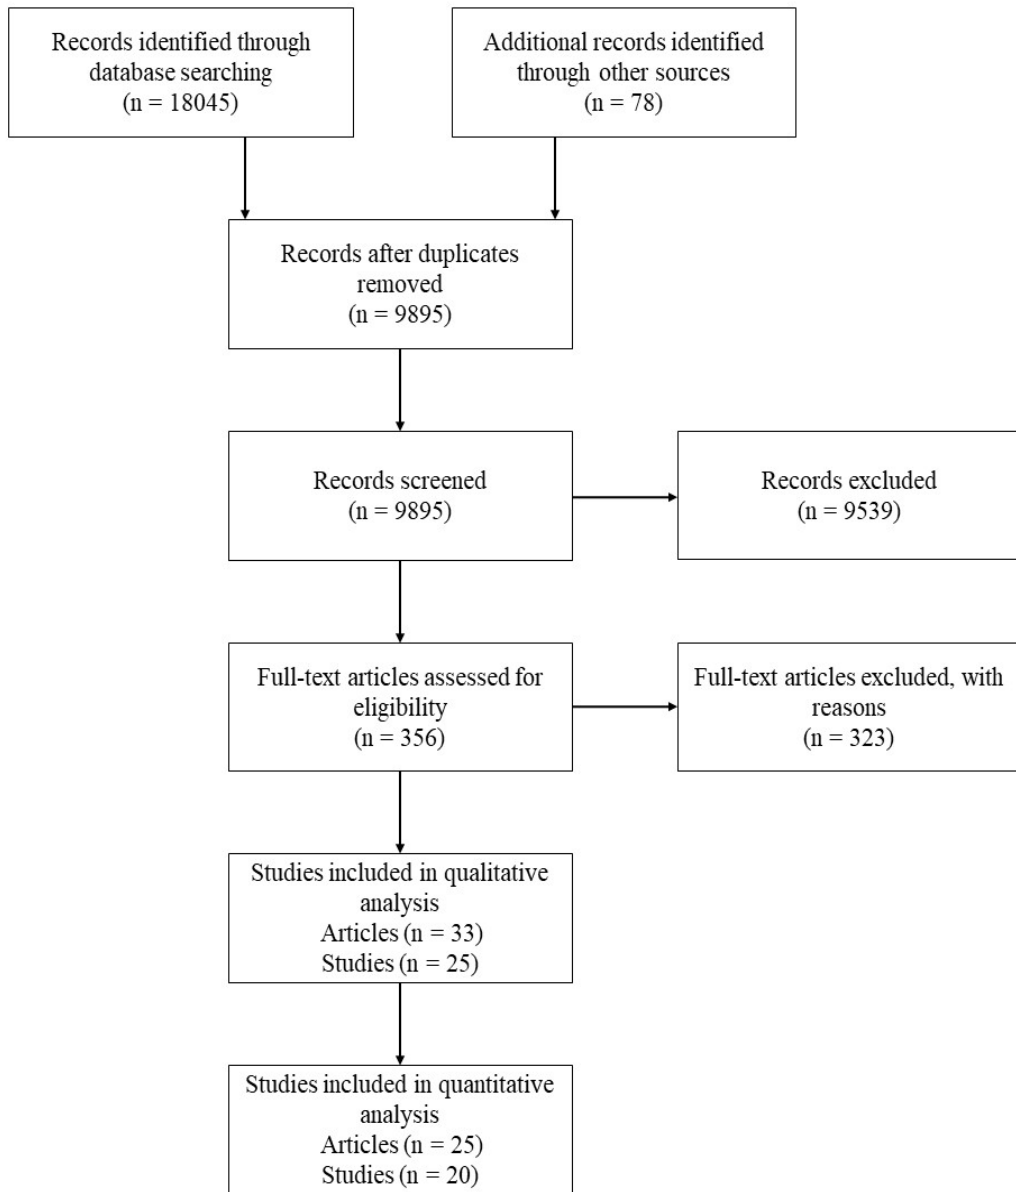 Records identified through
database searching
(n = 18045)
Additional records identified
through other sources
(n = 78)
Records after duplicates
removed
(n = 9895)
Records screened
(n = 9895)
Records excluded
(n = 9539)
Full-text articles assessed for
eligibility
(n = 356)
Full-text articles excluded, with
reasons
(n = 323)
Studies included in qualitative
analysis
Articles (n = 33)
Studies (n = 25)
Studies included in quantitative
analysis
Articles (n = 25)
Studies (n = 20)